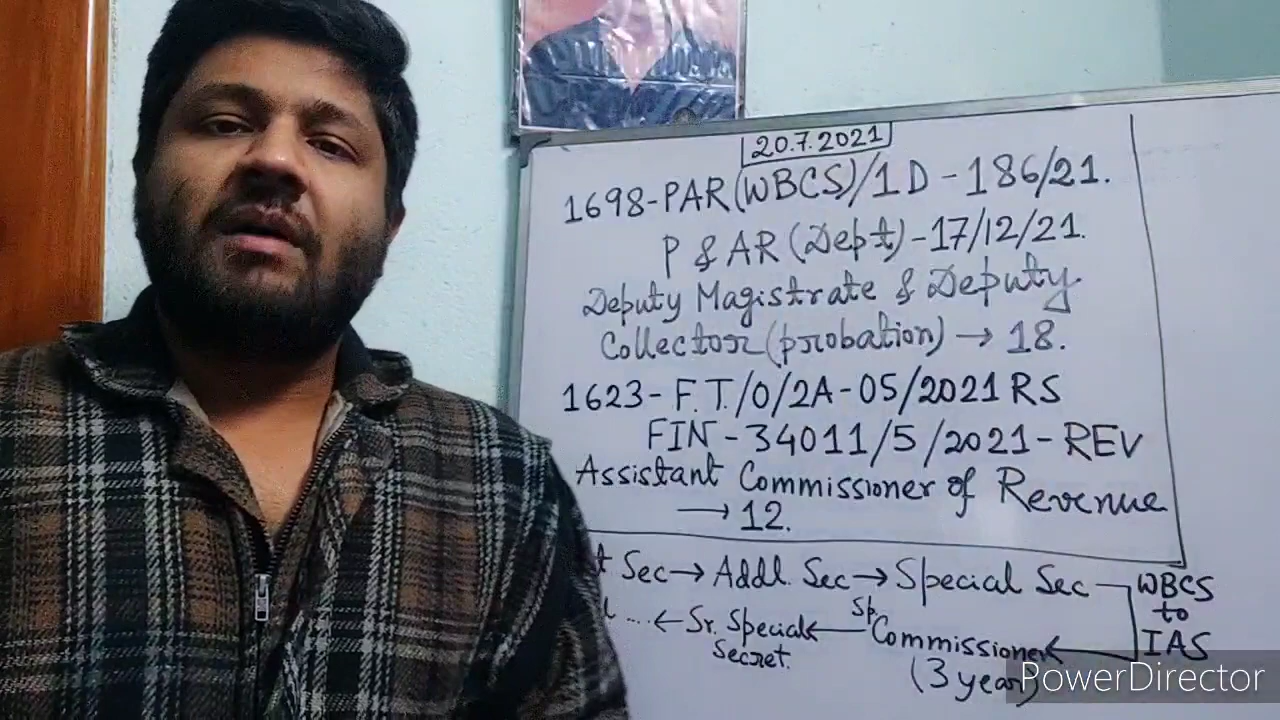 20.7.2021
1698-PAR(WBCS)/1D-186/21.
P & AR (Dept)-17/12/21.
Deputy Magistrate & Deputy
Collector (probation) → 18.
1623- F.T./O/2A-05/2021 RS
FIN-34011/5/2021-REV
Assistant Commissioner of Revenue
→ 12.
t Sec → Addl. Sec → Special Sec
WBCS
to
IAS
... ← Sr. Special ← Sp. Commissioner ←
Secret.
(3 year)
PowerDirector